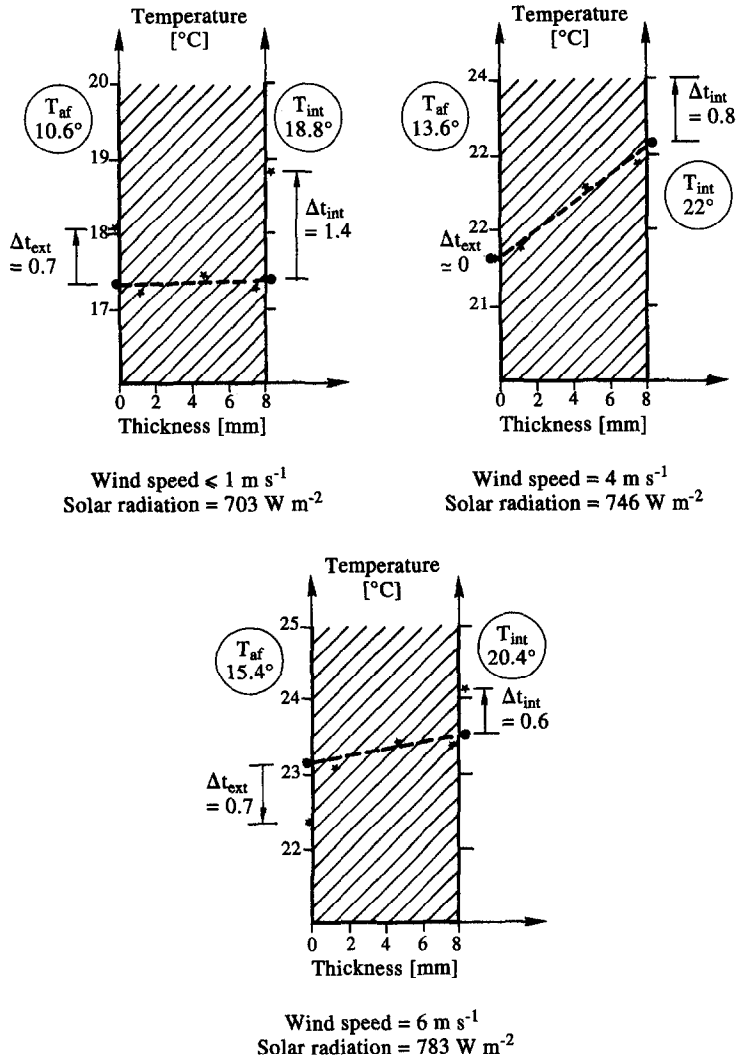 Temperature
[°C]
20
19
18
17
T_af
10.6°
T_int
18.8°
Δt_ext
= 0.7
Δt_int
= 1.4
0 2 4 6 8
Thickness [mm]
Wind speed ⩽ 1 m s⁻¹
Solar radiation = 703 W m⁻²
Temperature
[°C]
24
22
22
21
T_af
13.6°
T_int
22°
Δt_ext
≃ 0
Δt_int
= 0.8
0 2 4 6 8
Thickness [mm]
Wind speed = 4 m s⁻¹
Solar radiation = 746 W m⁻²
Temperature
[°C]
25
24
23
22
T_af
15.4°
T_int
20.4°
Δt_ext
= 0.7
Δt_int
= 0.6
0 2 4 6 8
Thickness [mm]
Wind speed = 6 m s⁻¹
Solar radiation = 783 W m⁻²